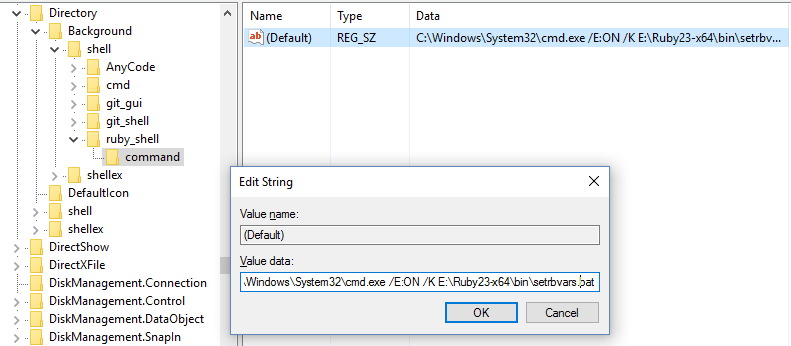 Directory
Background
shell
AnyCode
cmd
git_gui
git_shell
ruby_shell
command
shellex
DefaultIcon
shell
shellex
DirectShow
DirectXFile
DiskManagement.Connection
DiskManagement.Control
DiskManagement.DataObject
DiskManagement.SnapIn
Name Type Data
ab (Default) REG_SZ C:\Windows\System32\cmd.exe /E:ON /K E:\Ruby23-x64\bin\setrbv...
Edit String
Value name:
(Default)
Value data:
.\Windows\System32\cmd.exe /E:ON /K E:\Ruby23-x64\bin\setrbvars.bat
OK Cancel